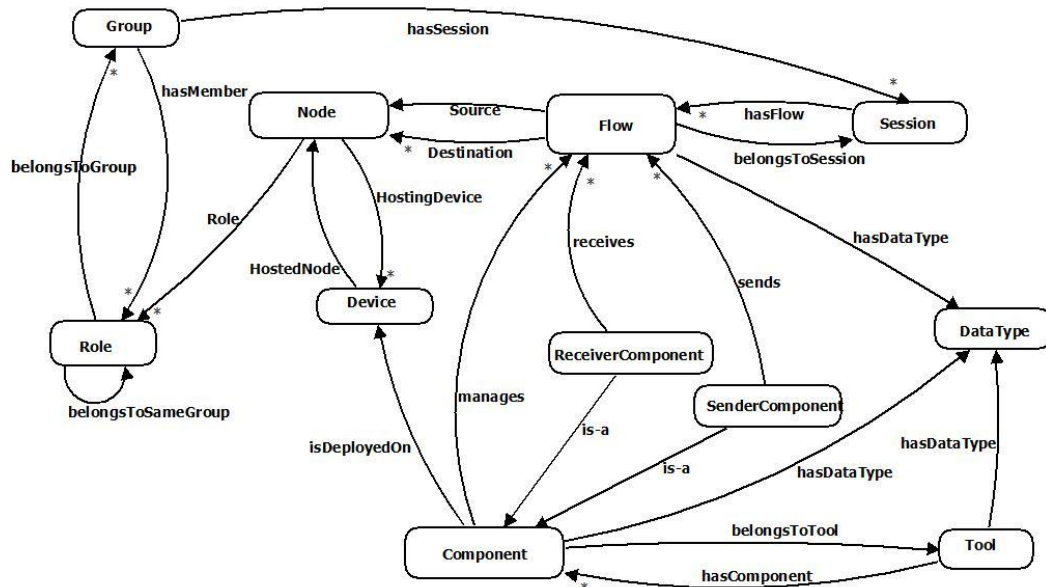 Group
hasSession
*
*
hasMember
Node
Source
Flow
*
hasFlow
Session
*
Destination
belongsToSession
belongsToGroup
*
*
*
HostingDevice
Role
receives
hasDataType
HostedNode
*
sends
*
*
Device
Role
DataType
ReceiverComponent
belongsToSameGroup
manages
SenderComponent
is-a
isDeployedOn
hasDataType
is-a
hasDataType
belongsToTool
Component
Tool
hasComponent
*